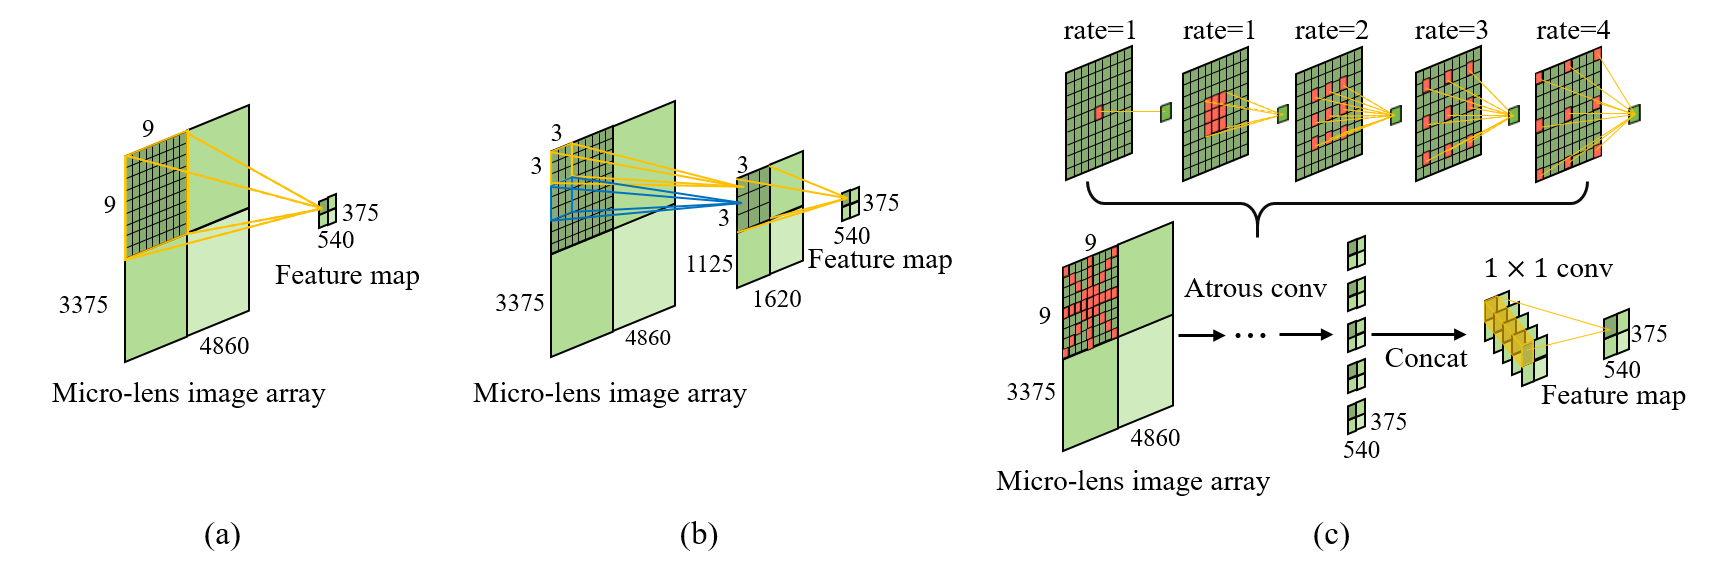 9
9
375
540
Feature map
3375
4860
Micro-lens image array
(a)
3
3
3
3
375
540
Feature map
1125
1620
3375
4860
Micro-lens image array
(b)
rate=1
rate=1
rate=2
rate=3
rate=4
9
9
3375
4860
Micro-lens image array
Atrous conv
...
375
540
Concat
1 × 1 conv
375
540
Feature map
(c)